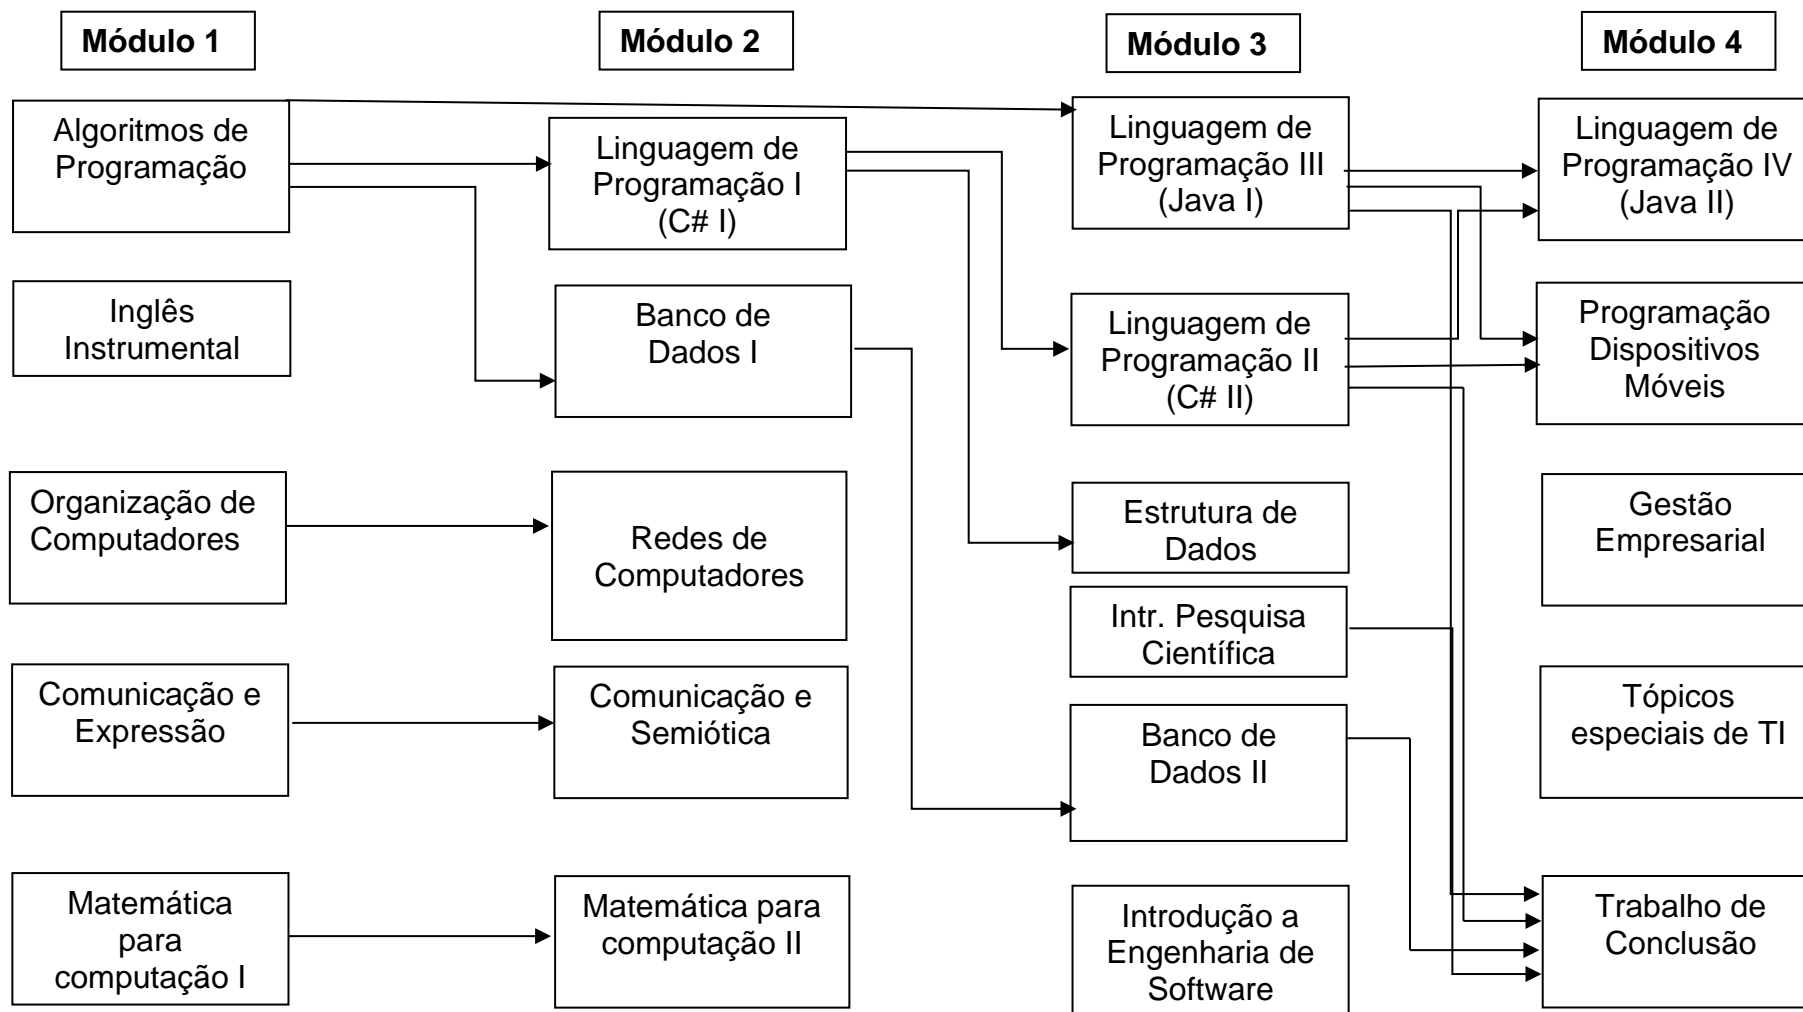 Módulo 1
Módulo 2
Módulo 3
Módulo 4
Algoritmos de
Programação
Inglês
Instrumental
Organização de
Computadores
Comunicação e
Expressão
Matemática
para
computação I
Linguagem de
Programação I
(C# I)
Banco de
Dados I
Redes de
Computadores
Comunicação e
Semiótica
Matemática para
computação II
Linguagem de
Programação III
(Java I)
Linguagem de
Programação II
(C# II)
Estrutura de
Dados
Intr. Pesquisa
Científica
Banco de
Dados II
Introdução a
Engenharia de
Software
Linguagem de
Programação IV
(Java II)
Programação
Dispositivos
Móveis
Gestão
Empresarial
Tópicos
especiais de TI
Trabalho de
Conclusão